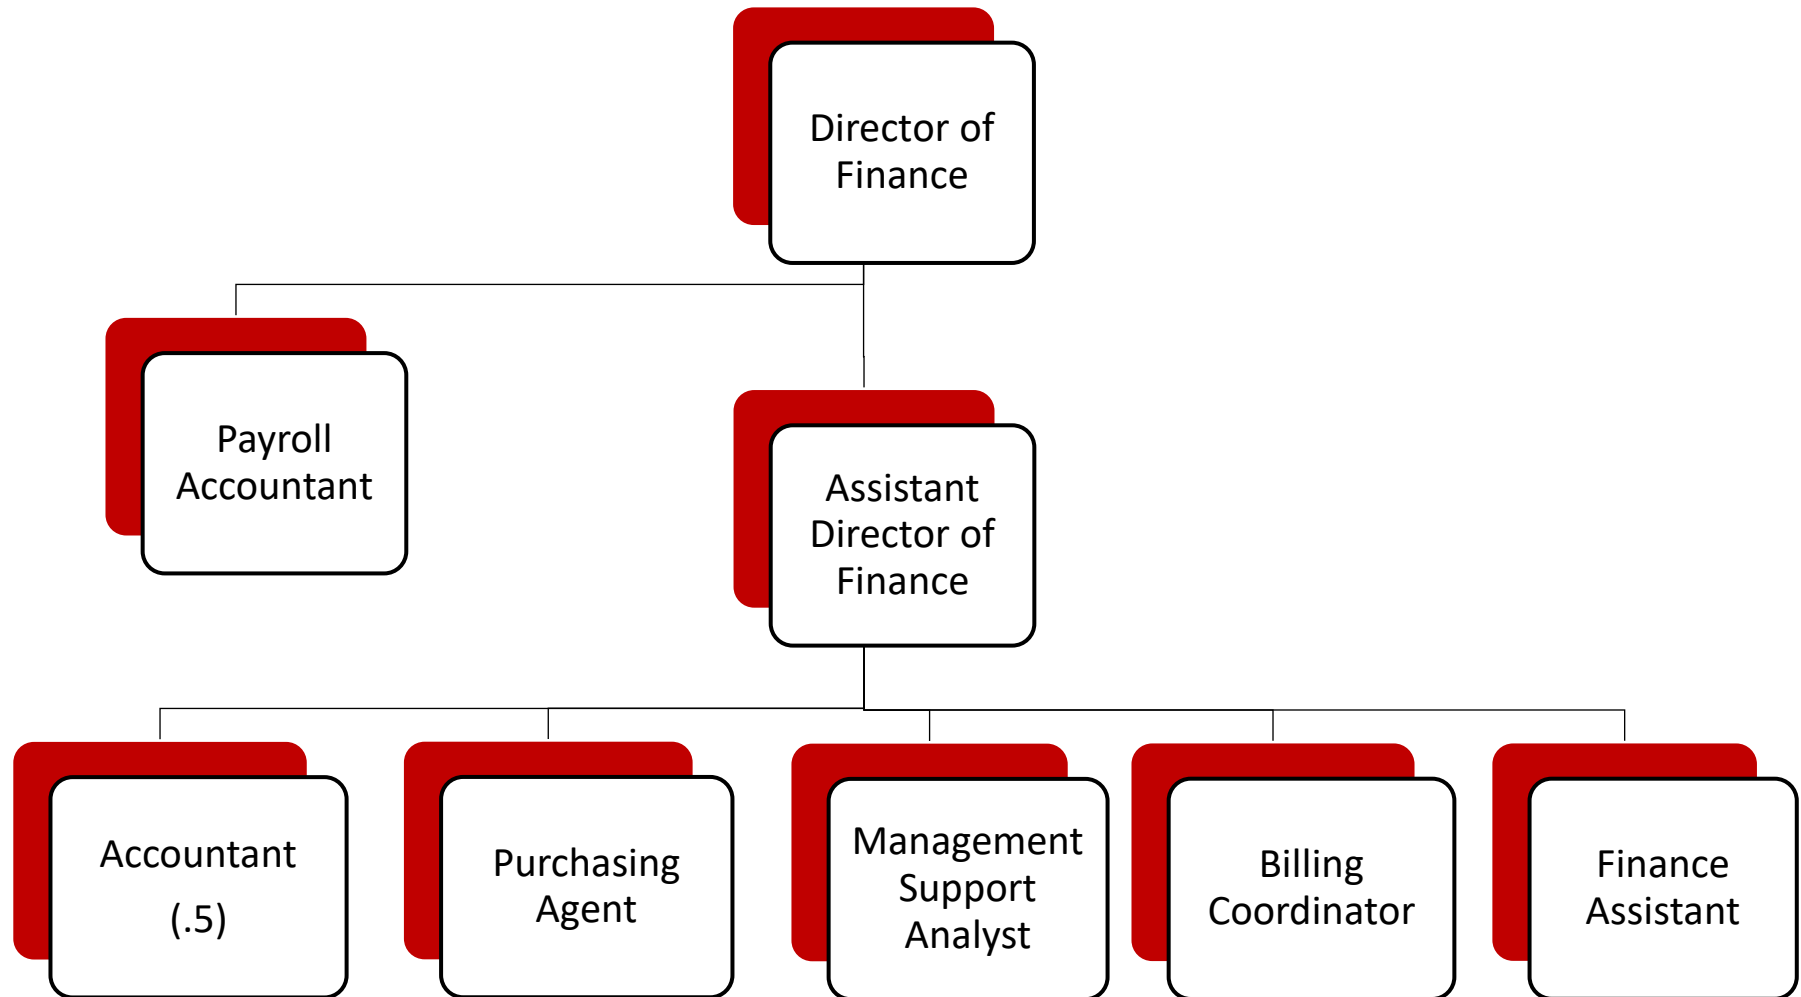 Director of
Finance
Payroll
Accountant
Assistant
Director of
Finance
Accountant
(.5)
Purchasing
Agent
Management
Support
Analyst
Billing
Coordinator
Finance
Assistant